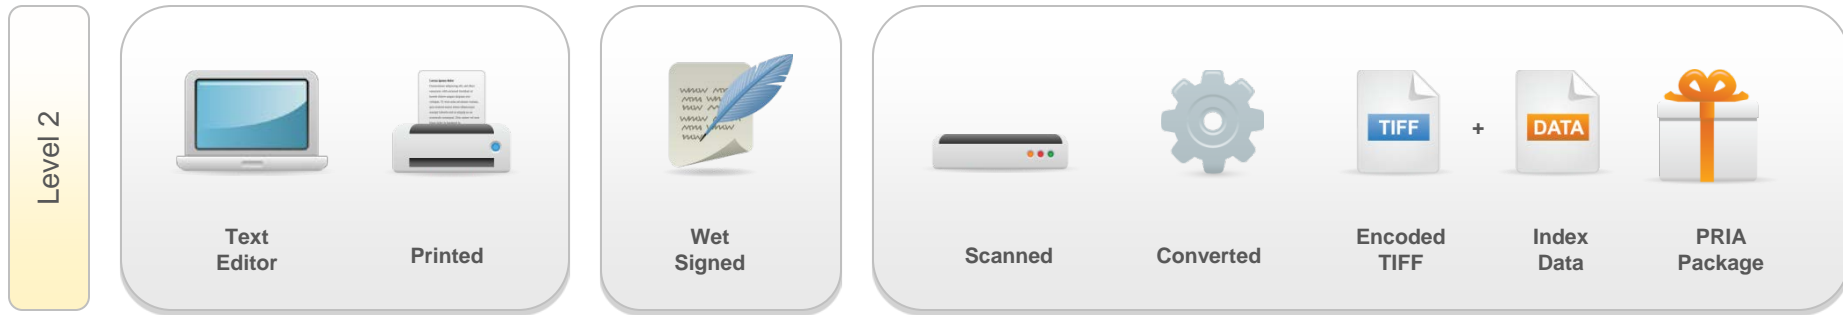 Level 2
Text
Editor
Printed
Wet
Signed
Scanned
Converted
TIFF
Encoded
TIFF
+
DATA
Index
Data
PRIA
Package